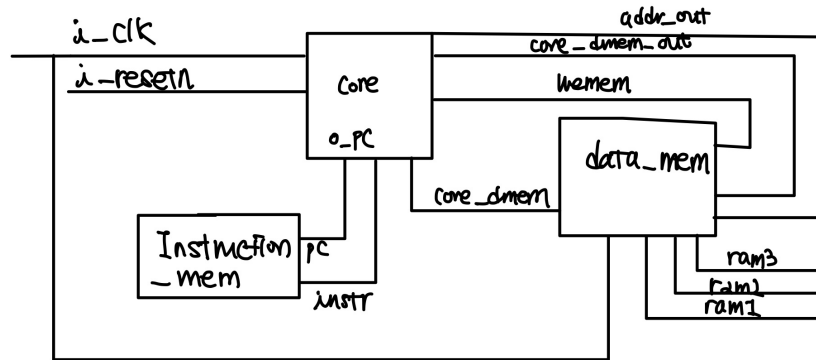 addr_out
i_clk
core_dmem_out
i_resetn
core
wemem
o_PC
data_mem
core_dmem
Instruction
_mem
pc
instr
ram3
ram2
ram1